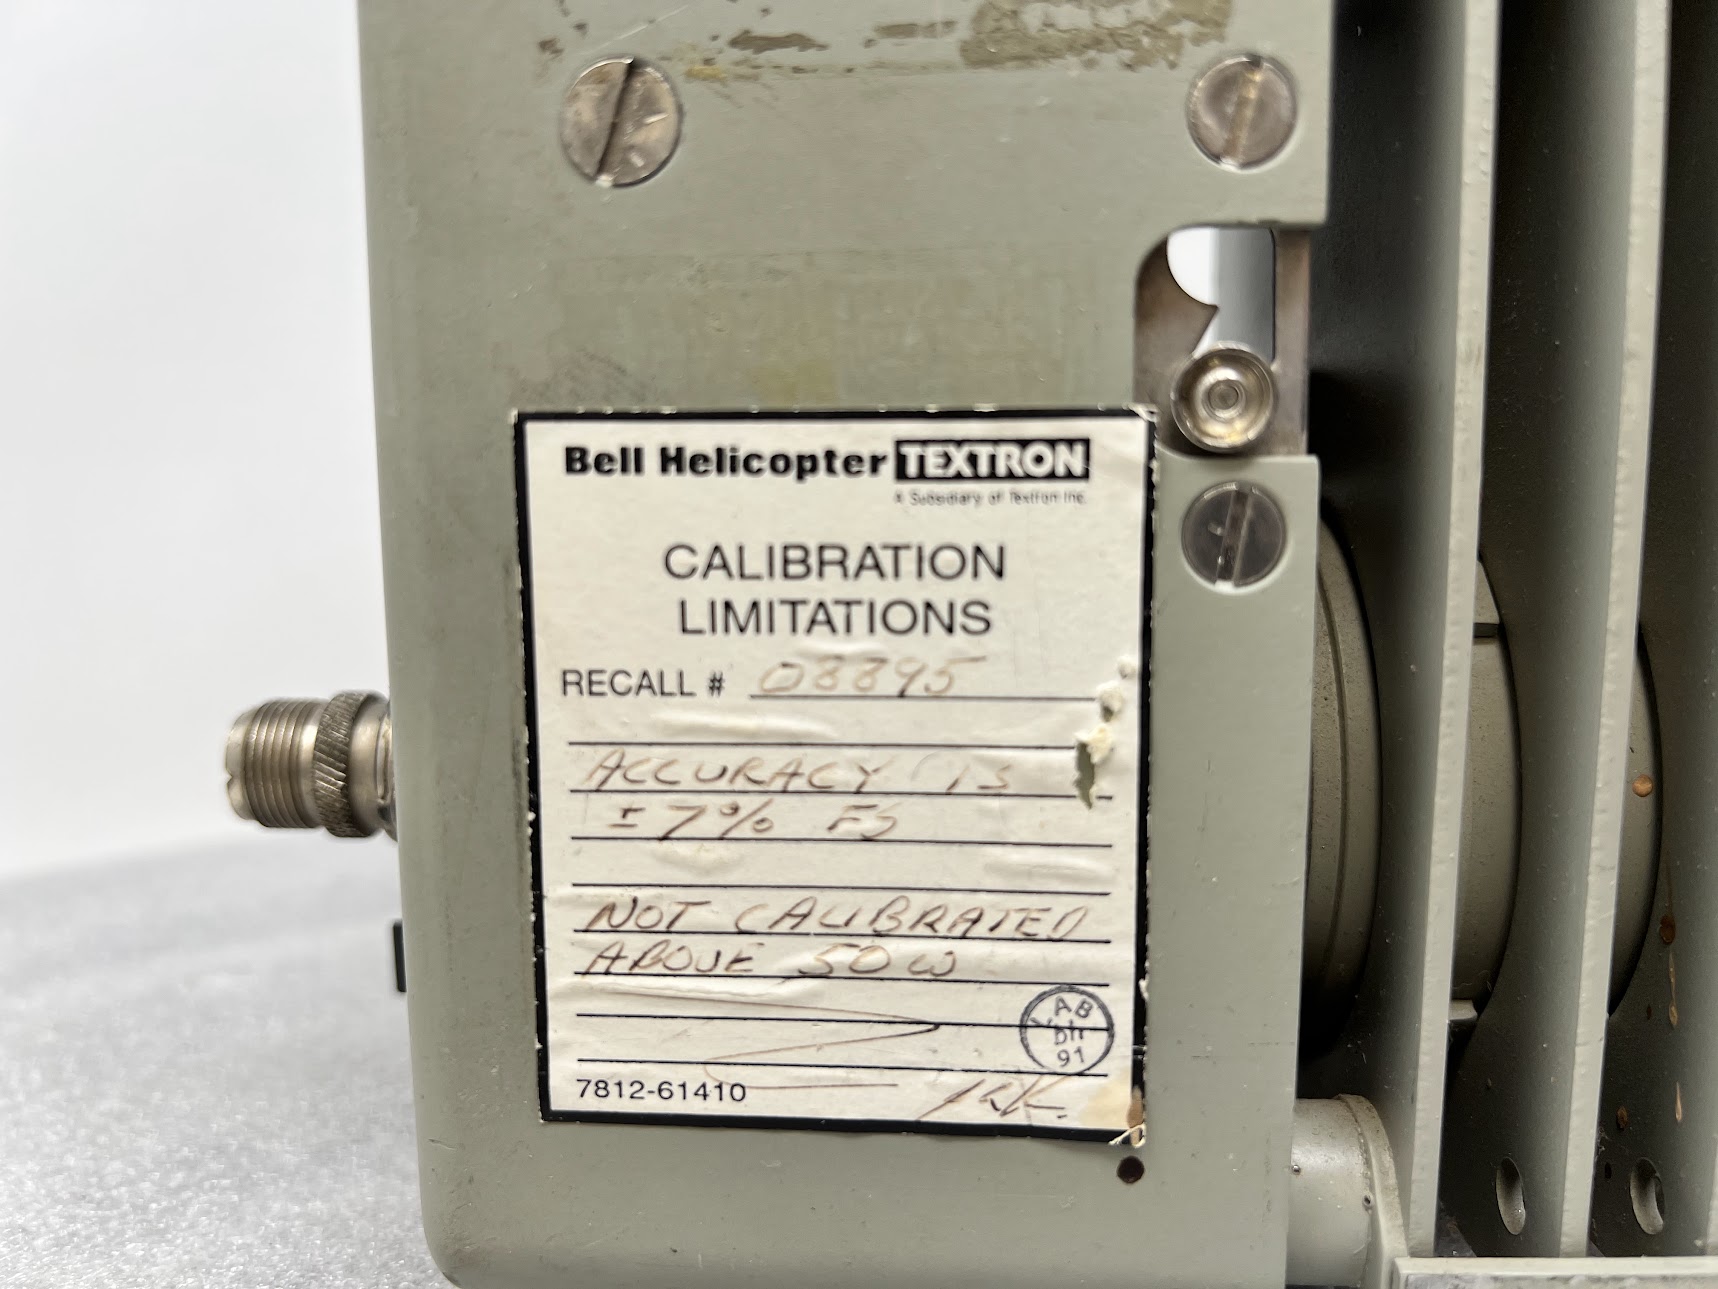 Bell Helicopter TEXTRON
A Subsidiary of Textron Inc.
CALIBRATION
LIMITATIONS
RECALL # 08895
ACCURACY IS
± 7% FS
NOT CALIBRATED
ABOVE 50 W
AB
91
7812-61410